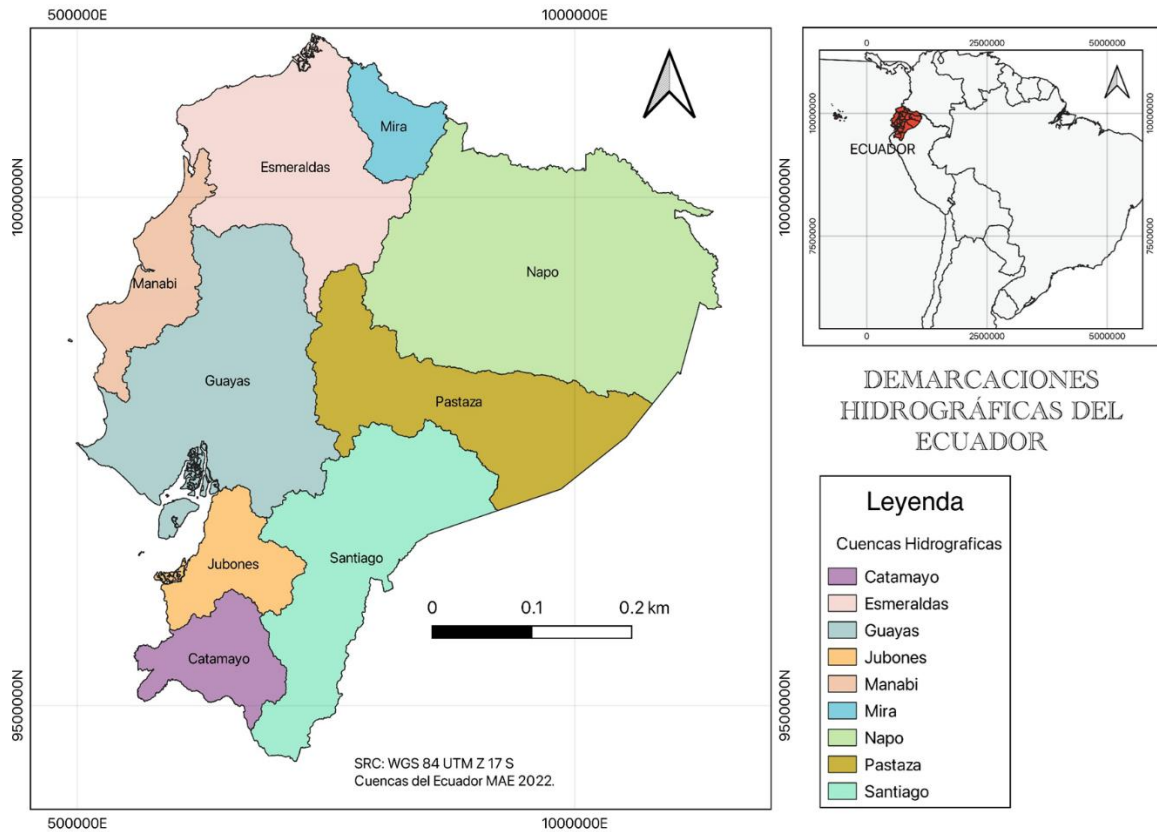 500000E
1000000E
10000000N
10000000N
9500000N
9500000N
500000E
1000000E
Mira
Esmeraldas
Manabi
Napo
Guayas
Pastaza
Jubones
Santiago
Catamayo
0 0.1 0.2 km
SRC: WGS 84 UTM Z 17 S
Cuencas del Ecuador MAE 2022.
0 2500000 5000000
10000000
10000000
7500000
7500000
ECUADOR
0 2500000 5000000
DEMARCACIONES
HIDROGRÁFICAS DEL
ECUADOR
Leyenda
Cuencas Hidrograficas
Catamayo
Esmeraldas
Guayas
Jubones
Manabi
Mira
Napo
Pastaza
Santiago